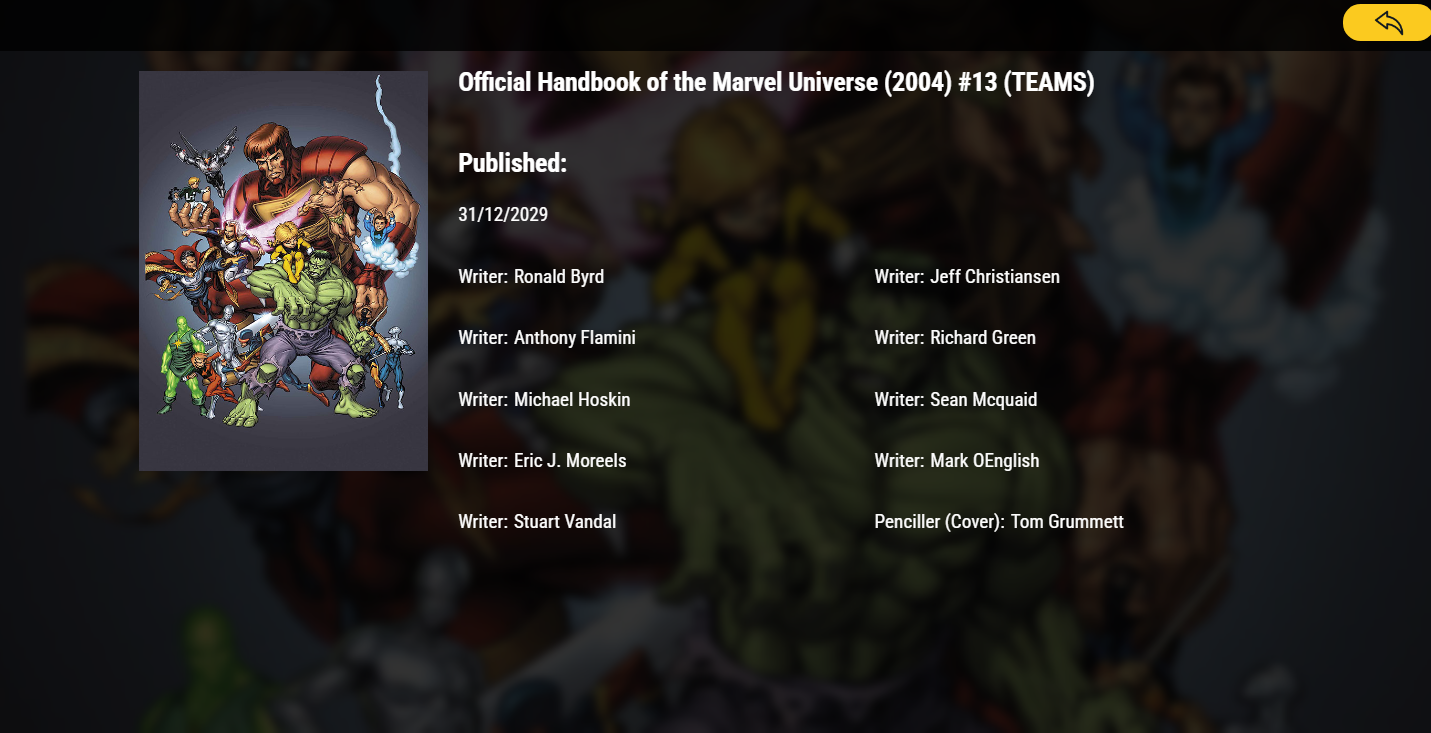 Official Handbook of the Marvel Universe (2004) #13 (TEAMS)
Published:
31/12/2029
Writer: Ronald Byrd
Writer: Jeff Christiansen
Writer: Anthony Flamini
Writer: Richard Green
Writer: Michael Hoskin
Writer: Sean Mcquaid
Writer: Eric J. Moreels
Writer: Mark OEnglish
Writer: Stuart Vandal
Penciller (Cover): Tom Grummett